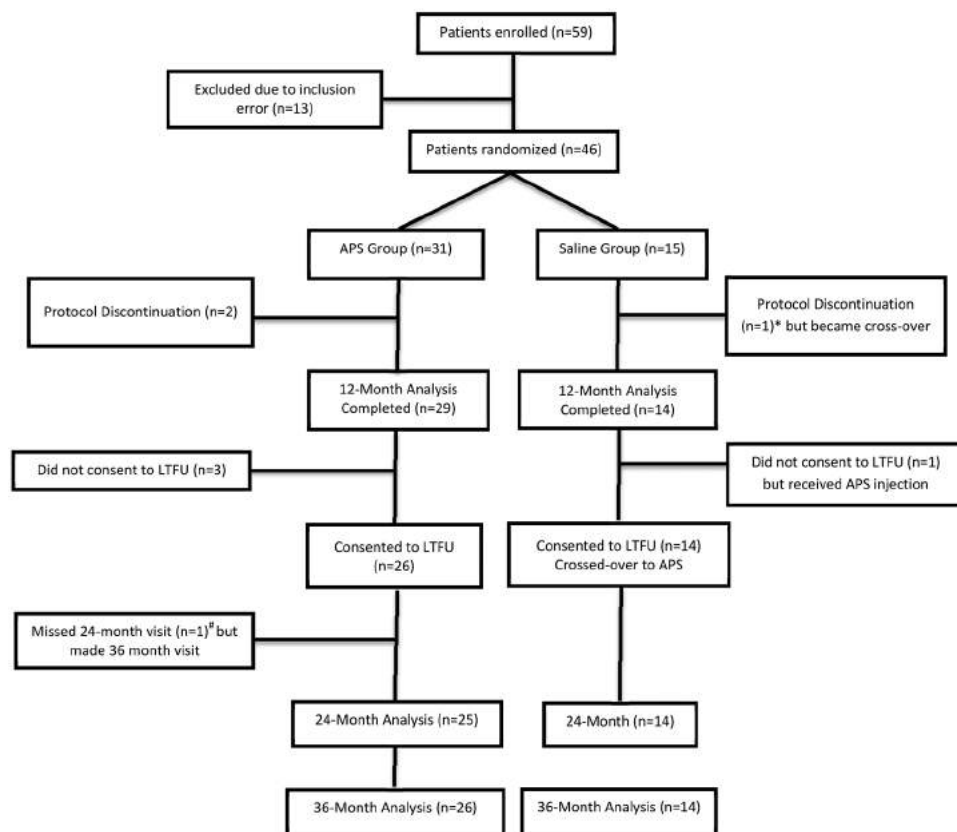 Patients enrolled (n=59)
Excluded due to inclusion
error (n=13)
Patients randomized (n=46)
APS Group (n=31)
Saline Group (n=15)
Protocol Discontinuation (n=2)
Protocol Discontinuation
(n=1)* but became cross-over
12-Month Analysis
Completed (n=29)
12-Month Analysis
Completed (n=14)
Did not consent to LTFU (n=3)
Did not consent to LTFU (n=1)
but received APS injection
Consented to LTFU
(n=26)
Consented to LTFU (n=14)
Crossed-over to APS
Missed 24-month visit (n=1)# but
made 36 month visit
24-Month Analysis (n=25)
24-Month (n=14)
36-Month Analysis (n=26)
36-Month Analysis (n=14)